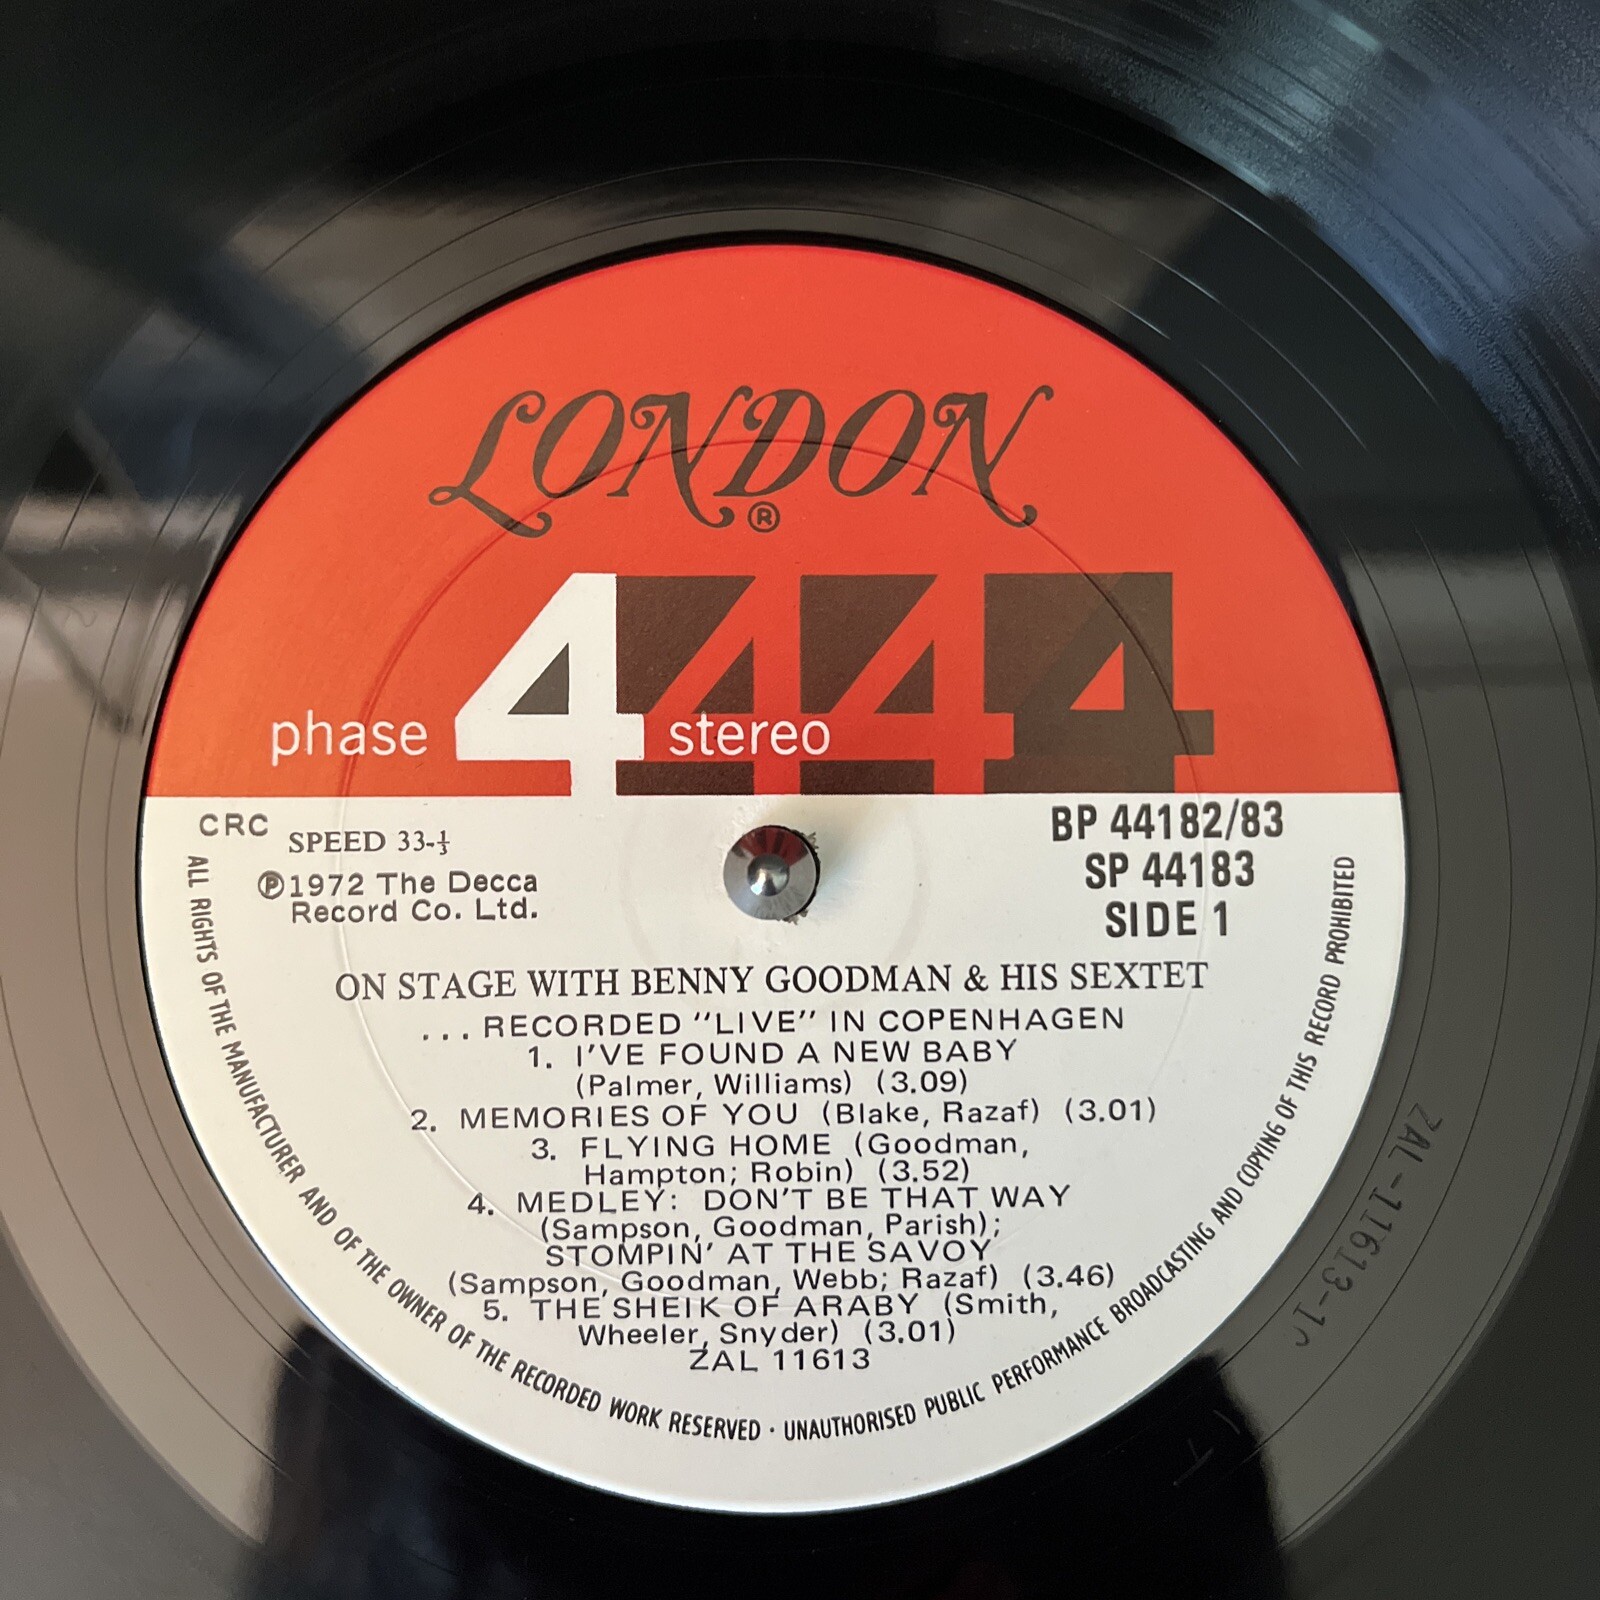 LONDON
®
phase 4 stereo
444
CRC
SPEED 33-⅓
Ⓟ1972 The Decca
Record Co. Ltd.
BP 44182/83
SP 44183
SIDE 1
ON STAGE WITH BENNY GOODMAN & HIS SEXTET
... RECORDED "LIVE" IN COPENHAGEN
1. I'VE FOUND A NEW BABY
(Palmer, Williams) (3.09)
2. MEMORIES OF YOU (Blake, Razaf) (3.01)
3. FLYING HOME (Goodman,
Hampton; Robin) (3.52)
4. MEDLEY: DON'T BE THAT WAY
(Sampson, Goodman, Parish);
STOMPIN' AT THE SAVOY
(Sampson, Goodman, Webb; Razaf) (3.46)
5. THE SHEIK OF ARABY (Smith,
Wheeler, Snyder) (3.01)
ZAL 11613
ALL RIGHTS OF THE MANUFACTURER AND OF THE OWNER OF THE RECORDED WORK RESERVED · UNAUTHORISED PUBLIC PERFORMANCE BROADCASTING AND COPYING OF THIS RECORD PROHIBITED